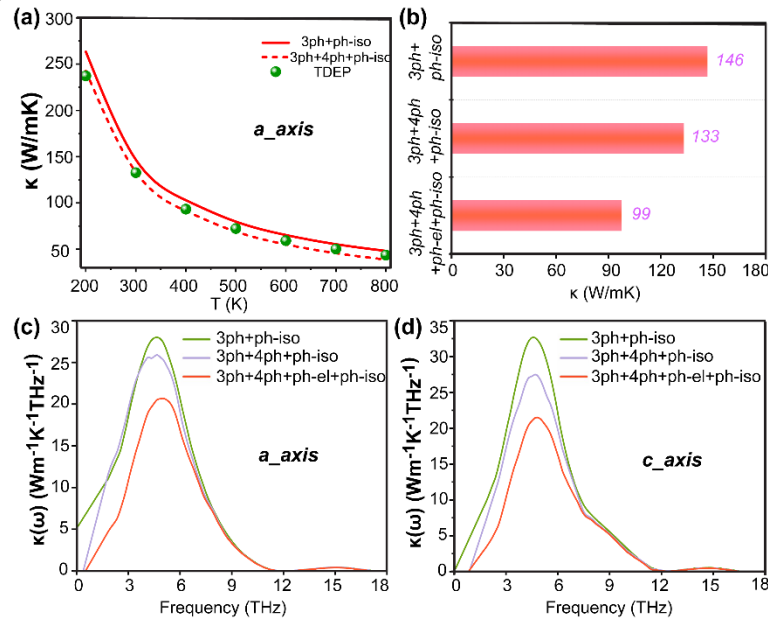 (a)
300
250
200
150
100
50
κ (W/mK)
3ph+ph-iso
3ph+4ph+ph-iso
TDEP
a_axis
200 300 400 500 600 700 800
T (K)
(b)
3ph+
ph-iso
146
3ph+4ph
+ph-iso
133
3ph+4ph
+ph-el+ph-iso
99
0 30 60 90 120 150 180
κ (W/mK)
(c)
30
25
20
15
10
5
0
κ(ω) (Wm⁻¹K⁻¹THz⁻¹)
3ph+ph-iso
3ph+4ph+ph-iso
3ph+4ph+ph-el+ph-iso
a_axis
0 3 6 9 12 15 18
Frequency (THz)
(d)
35
30
25
20
15
10
5
0
κ(ω) (Wm⁻¹K⁻¹THz⁻¹)
3ph+ph-iso
3ph+4ph+ph-iso
3ph+4ph+ph-el+ph-iso
c_axis
0 3 6 9 12 15 18
Frequency (THz)